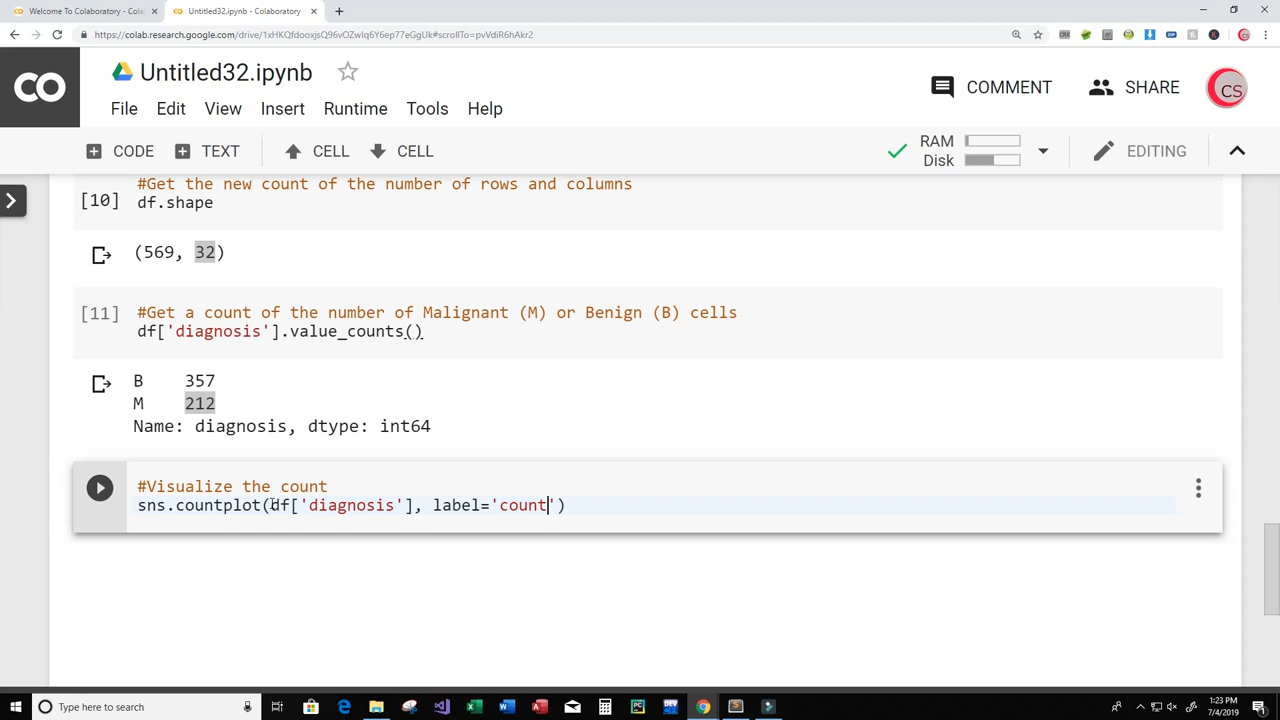 Welcome To Colaboratory - Colal
Untitled32.ipynb - Colaboratory
https://colab.research.google.com/drive/1xHKQfdooxjsQ96vOZwIq6Y6ep77eGgUk#scrollTo=pvVdiR6hAkr2
CO
Untitled32.ipynb
COMMENT
SHARE
CS
File Edit View Insert Runtime Tools Help
CODE TEXT CELL CELL
RAM
Disk
EDITING
#Get the new count of the number of rows and columns
[10] df.shape
(569, 32)
#Get a count of the number of Malignant (M) or Benign (B) cells
[11] df['diagnosis'].value_counts()
B 357
M 212
Name: diagnosis, dtype: int64
#Visualize the count
sns.countplot(df['diagnosis'], label='count')
Type here to search
1:23 PM
7/4/2019